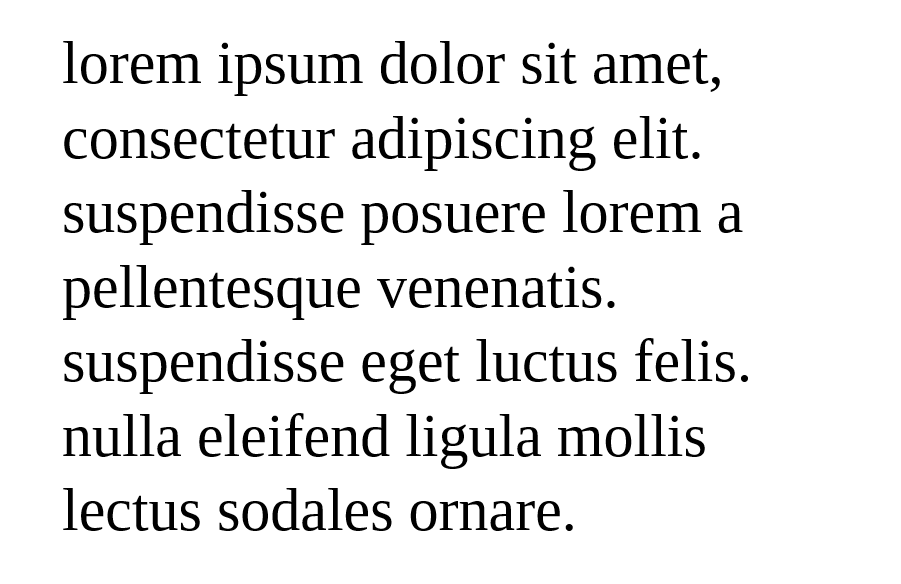 lorem ipsum dolor sit amet,
consectetur adipiscing elit.
suspendisse posuere lorem a
pellentesque venenatis.
suspendisse eget luctus felis.
nulla eleifend ligula mollis
lectus sodales ornare.